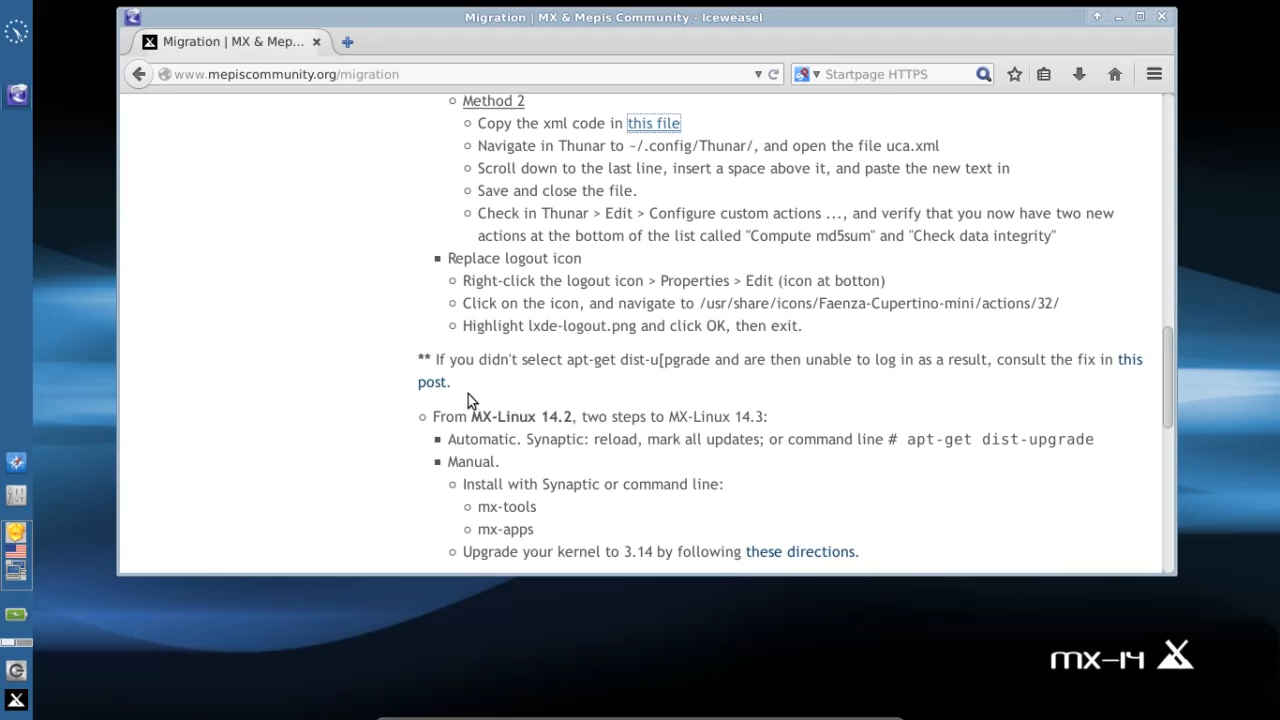 Migration | MX & Mepis Community - Iceweasel
Migration | MX & Mep...
www.mepiscommunity.org/migration
Startpage HTTPS
Method 2
Copy the xml code in this file
Navigate in Thunar to ~/.config/Thunar/, and open the file uca.xml
Scroll down to the last line, insert a space above it, and paste the new text in
Save and close the file.
Check in Thunar > Edit > Configure custom actions ..., and verify that you now have two new
actions at the bottom of the list called "Compute md5sum" and "Check data integrity"
Replace logout icon
Right-click the logout icon > Properties > Edit (icon at botton)
Click on the icon, and navigate to /usr/share/icons/Faenza-Cupertino-mini/actions/32/
Highlight lxde-logout.png and click OK, then exit.
** If you didn't select apt-get dist-u[pgrade and are then unable to log in as a result, consult the fix in this
post.
From MX-Linux 14.2, two steps to MX-Linux 14.3:
Automatic. Synaptic: reload, mark all updates; or command line # apt-get dist-upgrade
Manual.
Install with Synaptic or command line:
mx-tools
mx-apps
Upgrade your kernel to 3.14 by following these directions.
mx-14